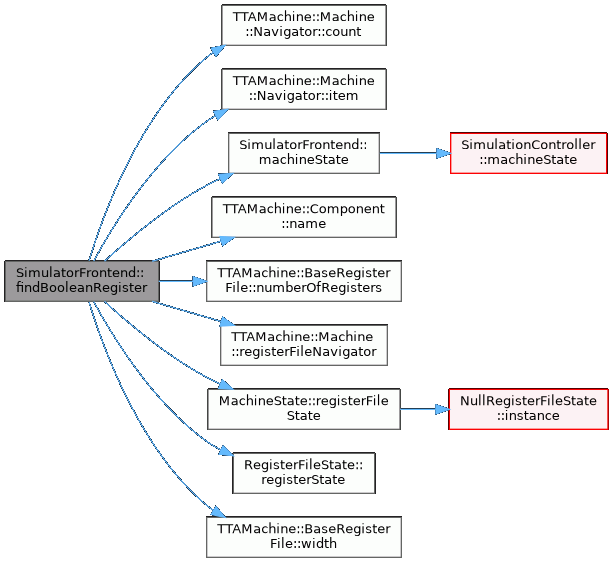 TTAMachine::Machine
::Navigator::count
TTAMachine::Machine
::Navigator::item
SimulatorFrontend::
machineState
SimulationController
::machineState
TTAMachine::Component
::name
SimulatorFrontend::
findBooleanRegister
TTAMachine::BaseRegister
File::numberOfRegisters
TTAMachine::Machine
::registerFileNavigator
MachineState::registerFile
State
NullRegisterFileState
::instance
RegisterFileState::
registerState
TTAMachine::BaseRegister
File::width